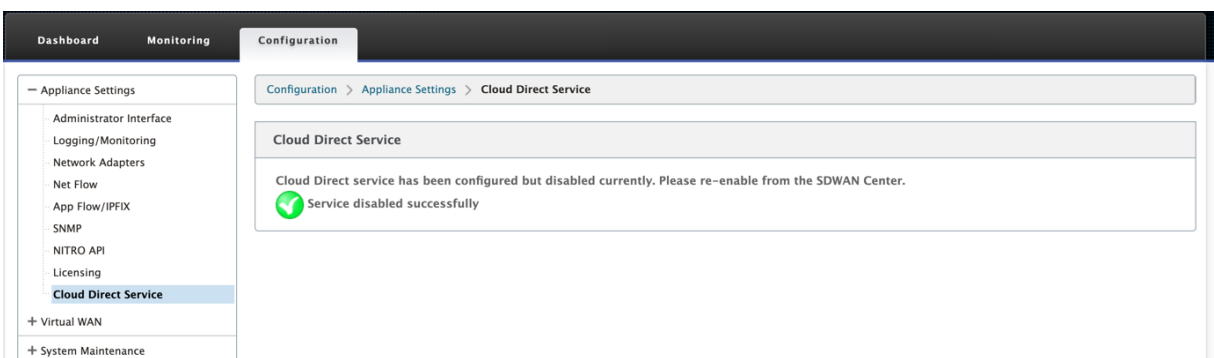 Dashboard Monitoring Configuration
— Appliance Settings
Administrator Interface
Logging/Monitoring
Network Adapters
Net Flow
App Flow/IPFIX
SNMP
NITRO API
Licensing
Cloud Direct Service
+ Virtual WAN
+ System Maintenance
Configuration > Appliance Settings > Cloud Direct Service
Cloud Direct Service
Cloud Direct service has been configured but disabled currently. Please re-enable from the SDWAN Center.
Service disabled successfully